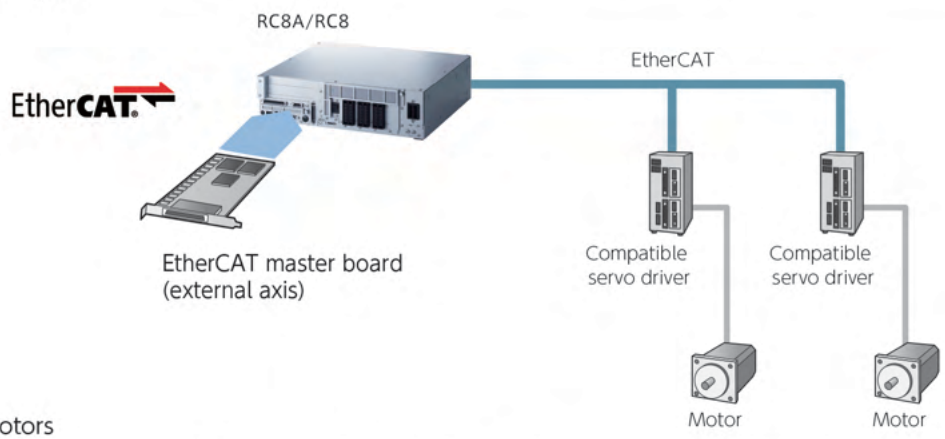 RC8A/RC8
EtherCAT
EtherCAT®
EtherCAT master board
(external axis)
Compatible
servo driver
Compatible
servo driver
Motor
Motor
otors